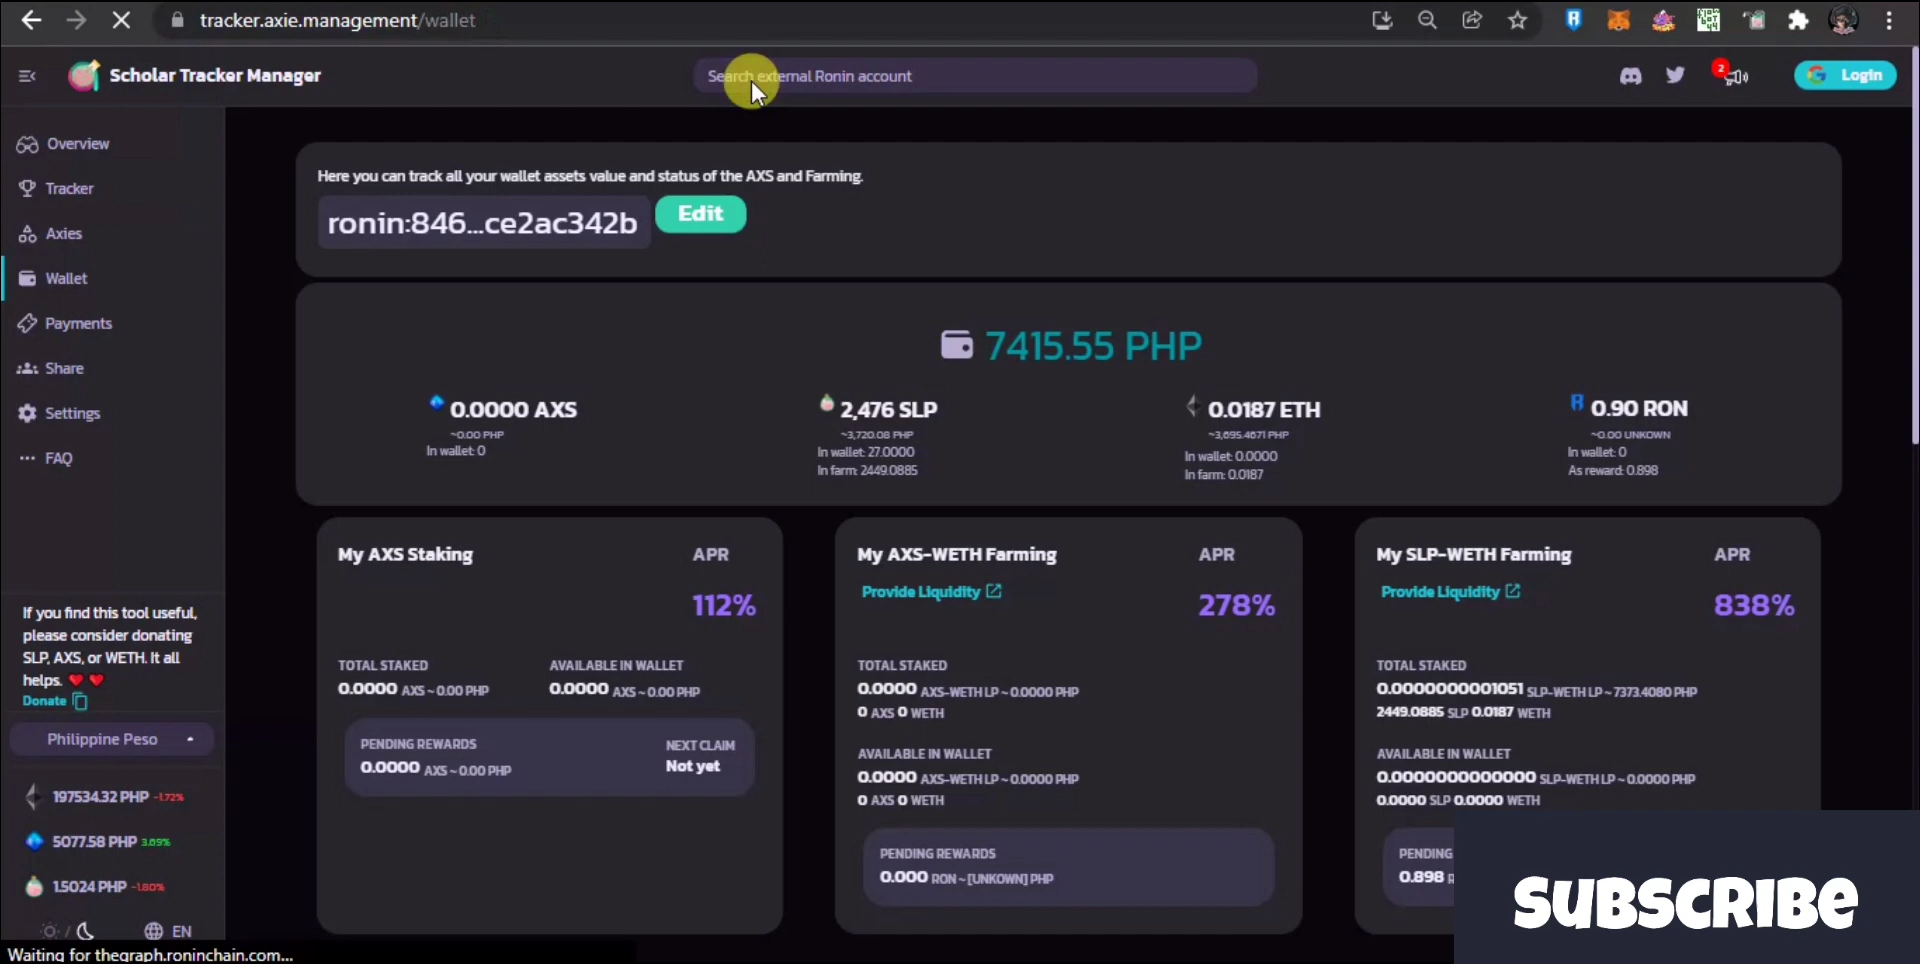 tracker.axie.management/wallet
Scholar Tracker Manager
Search external Ronin account
2
Login
Overview
Tracker
Axies
Wallet
Payments
Share
Settings
FAQ
If you find this tool useful,
please consider donating
SLP, AXS, or WETH. It all
helps.
Donate
Philippine Peso
197534.32 PHP -1.72%
5077.58 PHP 3.69%
1.5024 PHP -1.80%
/
EN
Waiting for thegraph.roninchain.com...
Here you can track all your wallet assets value and status of the AXS and Farming.
ronin:846...ce2ac342b
Edit
7415.55 PHP
0.0000 AXS
~0.00 PHP
In wallet: 0
2,476 SLP
~3,720.08 PHP
In wallet: 27.0000
In farm: 2449.0885
0.0187 ETH
~3,695.4671 PHP
In wallet: 0.0000
In farm: 0.0187
0.90 RON
~0.00 UNKOWN
In wallet: 0
As reward: 0.898
My AXS Staking
APR
112%
TOTAL STAKED
0.0000 AXS ~ 0.00 PHP
AVAILABLE IN WALLET
0.0000 AXS ~ 0.00 PHP
PENDING REWARDS
0.0000 AXS ~ 0.00 PHP
NEXT CLAIM
Not yet
My AXS-WETH Farming
APR
Provide Liquidity
278%
TOTAL STAKED
0.0000 AXS-WETH LP ~ 0.0000 PHP
0 AXS 0 WETH
AVAILABLE IN WALLET
0.0000 AXS-WETH LP ~ 0.0000 PHP
0 AXS 0 WETH
PENDING REWARDS
0.000 RON ~ [UNKOWN] PHP
My SLP-WETH Farming
APR
Provide Liquidity
838%
TOTAL STAKED
0.0000000001051 SLP-WETH LP ~ 7373.4080 PHP
2449.0885 SLP 0.0187 WETH
AVAILABLE IN WALLET
0.0000000000000 SLP-WETH LP ~ 0.0000 PHP
0.0000 SLP 0.0000 WETH
PENDING
0.898
SUBSCRIBE